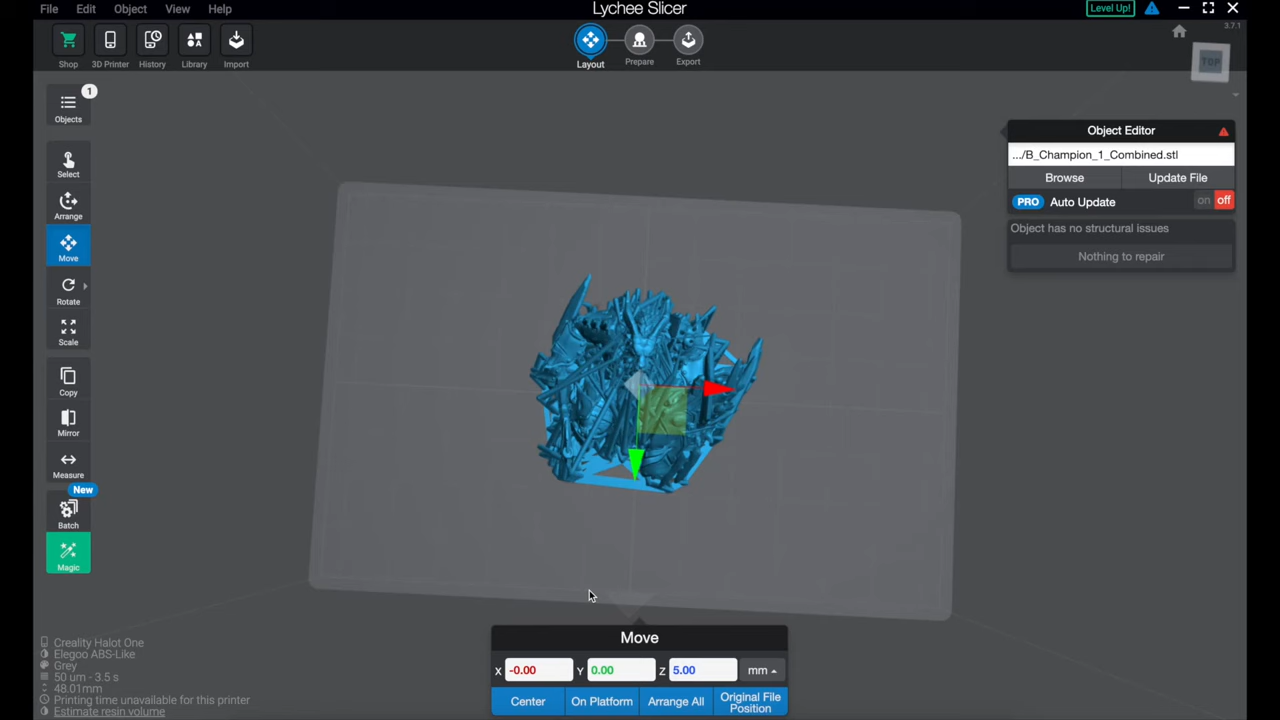 File Edit Object View Help
Lychee Slicer
Level Up!
3.7.1
Shop 3D Printer History Library Import
Layout Prepare Export
TOP
1
Objects
Select
Arrange
Move
Rotate
Scale
Copy
Mirror
Measure
New
Batch
Magic
Object Editor
.../B_Champion_1_Combined.stl
Browse Update File
PRO Auto Update on off
Object has no structural issues
Nothing to repair
Creality Halot One
Elegoo ABS-Like
Grey
50 um - 3.5 s
48.01mm
Printing time unavailable for this printer
Estimate resin volume
Move
X -0.00 Y 0.00 Z 5.00 mm
Center On Platform Arrange All Original File Position